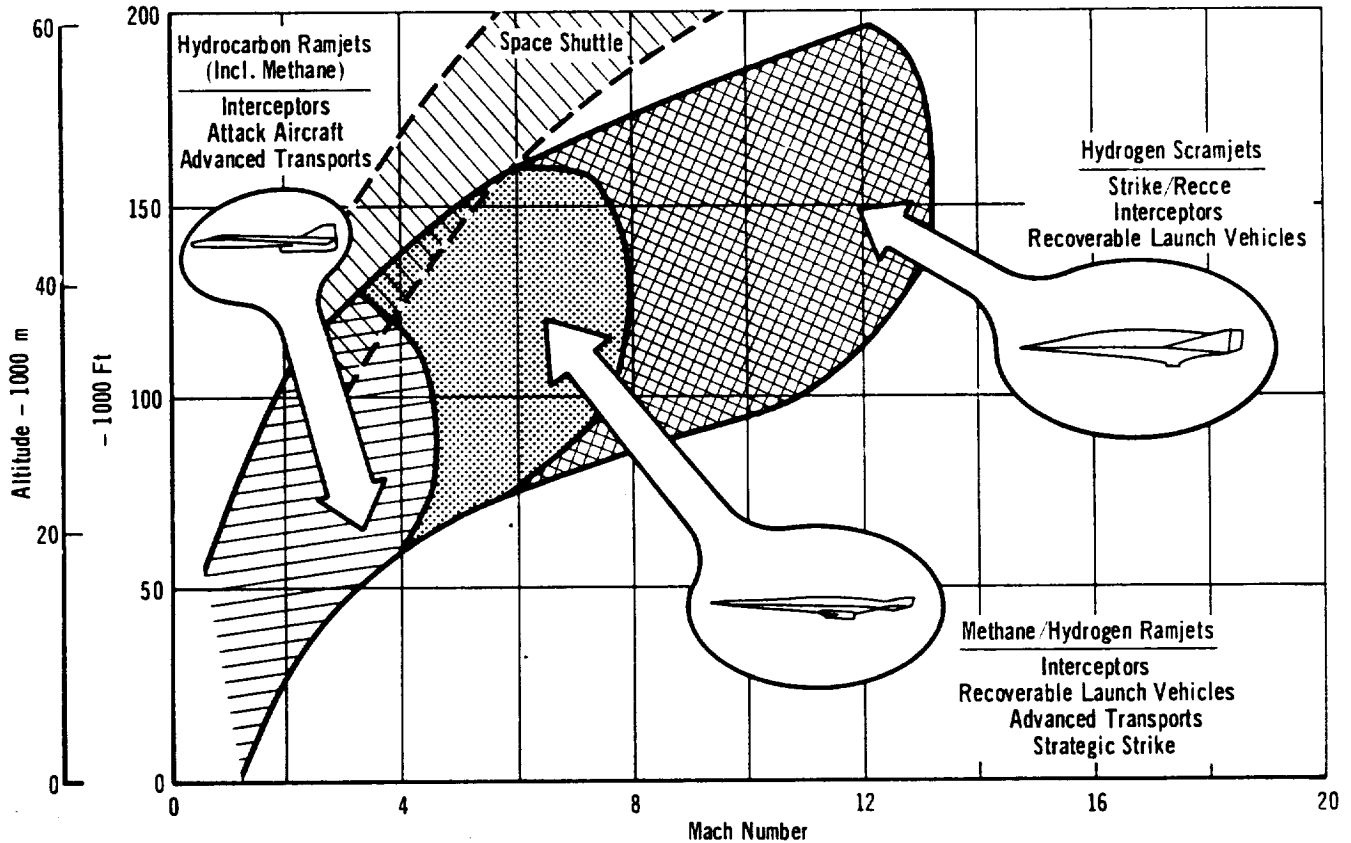 60
200
Hydrocarbon Ramjets
(Incl. Methane)
Interceptors
Attack Aircraft
Advanced Transports
Space Shuttle
Hydrogen Scramjets
Strike/Recce
Interceptors
Recoverable Launch Vehicles
150
40
Altitude - 1000 m
- 1000 Ft
100
20
50
Methane/Hydrogen Ramjets
Interceptors
Recoverable Launch Vehicles
Advanced Transports
Strategic Strike
0
0
0
4
8
12
16
20
Mach Number